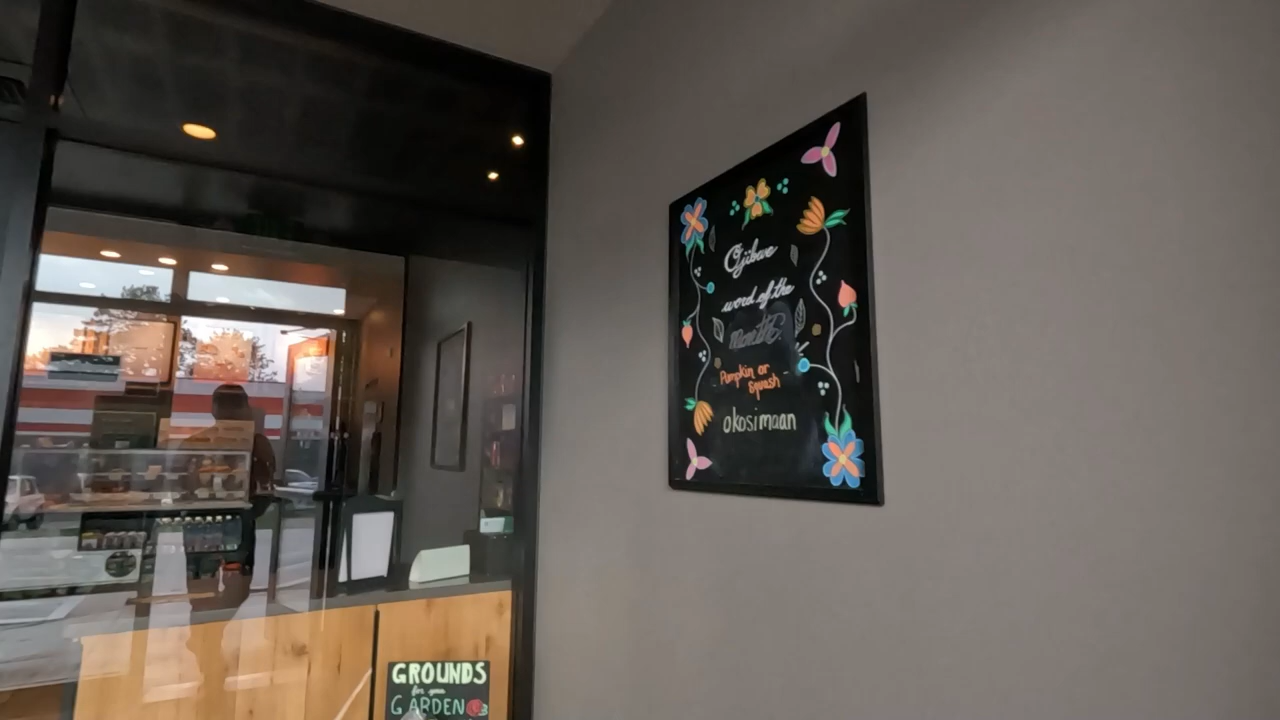 Ojibwe
word of the
month:
Pumpkin or
Squash
okosimaan
GROUNDS
for your
GARDEN